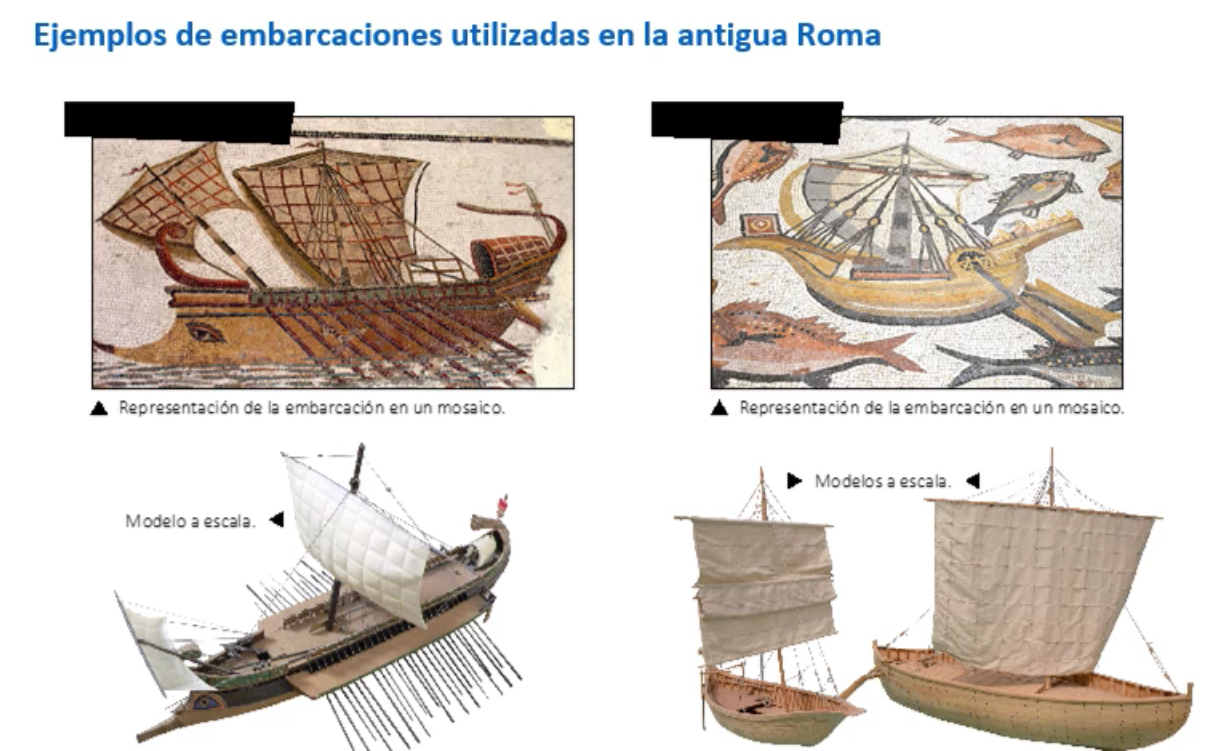 Ejemplos de embarcaciones utilizadas en la antigua Roma
▲ Representación de la embarcación en un mosaico.
▲ Representación de la embarcación en un mosaico.
Modelo a escala. ◄
► Modelos a escala. ◄